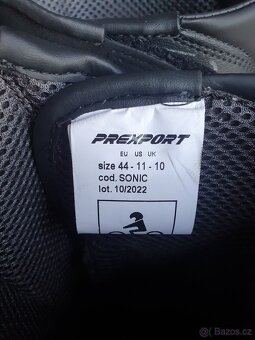 PREXPORT
EU US UK
size 44 - 11 - 10
cod. SONIC
lot. 10/2022
Bazos.cz